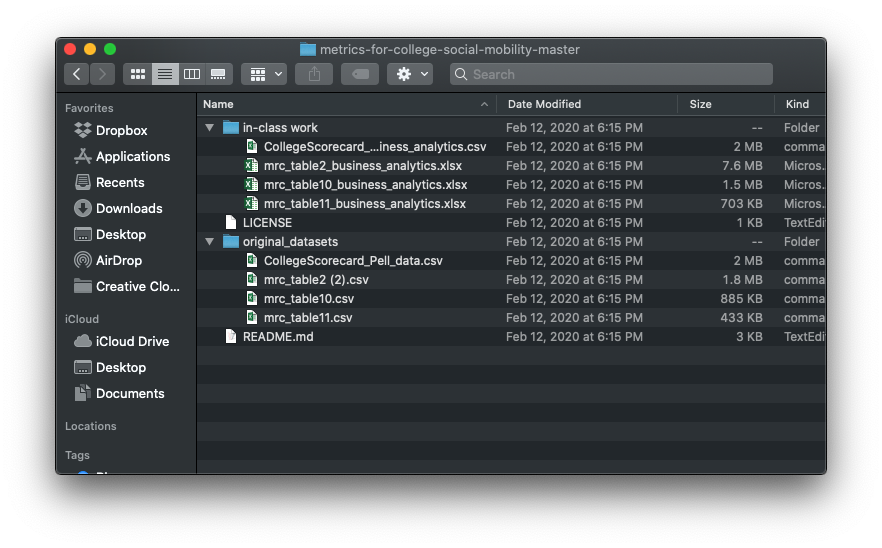 metrics-for-college-social-mobility-master
Search
Favorites
Dropbox
Applications
Recents
Downloads
Desktop
AirDrop
Creative Clo...
iCloud
iCloud Drive
Desktop
Documents
Locations
Tags
Name Date Modified Size Kind
in-class work Feb 12, 2020 at 6:15 PM -- Folder
CollegeScorecard_...iness_analytics.csv Feb 12, 2020 at 6:15 PM 2 MB comma
mrc_table2_business_analytics.xlsx Feb 12, 2020 at 6:15 PM 7.6 MB Micros...
mrc_table10_business_analytics.xlsx Feb 12, 2020 at 6:15 PM 1.5 MB Micros...
mrc_table11_business_analytics.xlsx Feb 12, 2020 at 6:15 PM 703 KB Micros...
LICENSE Feb 12, 2020 at 6:15 PM 1 KB TextEdi
original_datasets Feb 12, 2020 at 6:15 PM -- Folder
CollegeScorecard_Pell_data.csv Feb 12, 2020 at 6:15 PM 2 MB comma
mrc_table2 (2).csv Feb 12, 2020 at 6:15 PM 1.8 MB comma
mrc_table10.csv Feb 12, 2020 at 6:15 PM 885 KB comma
mrc_table11.csv Feb 12, 2020 at 6:15 PM 433 KB comma
README.md Feb 12, 2020 at 6:15 PM 3 KB TextEdi